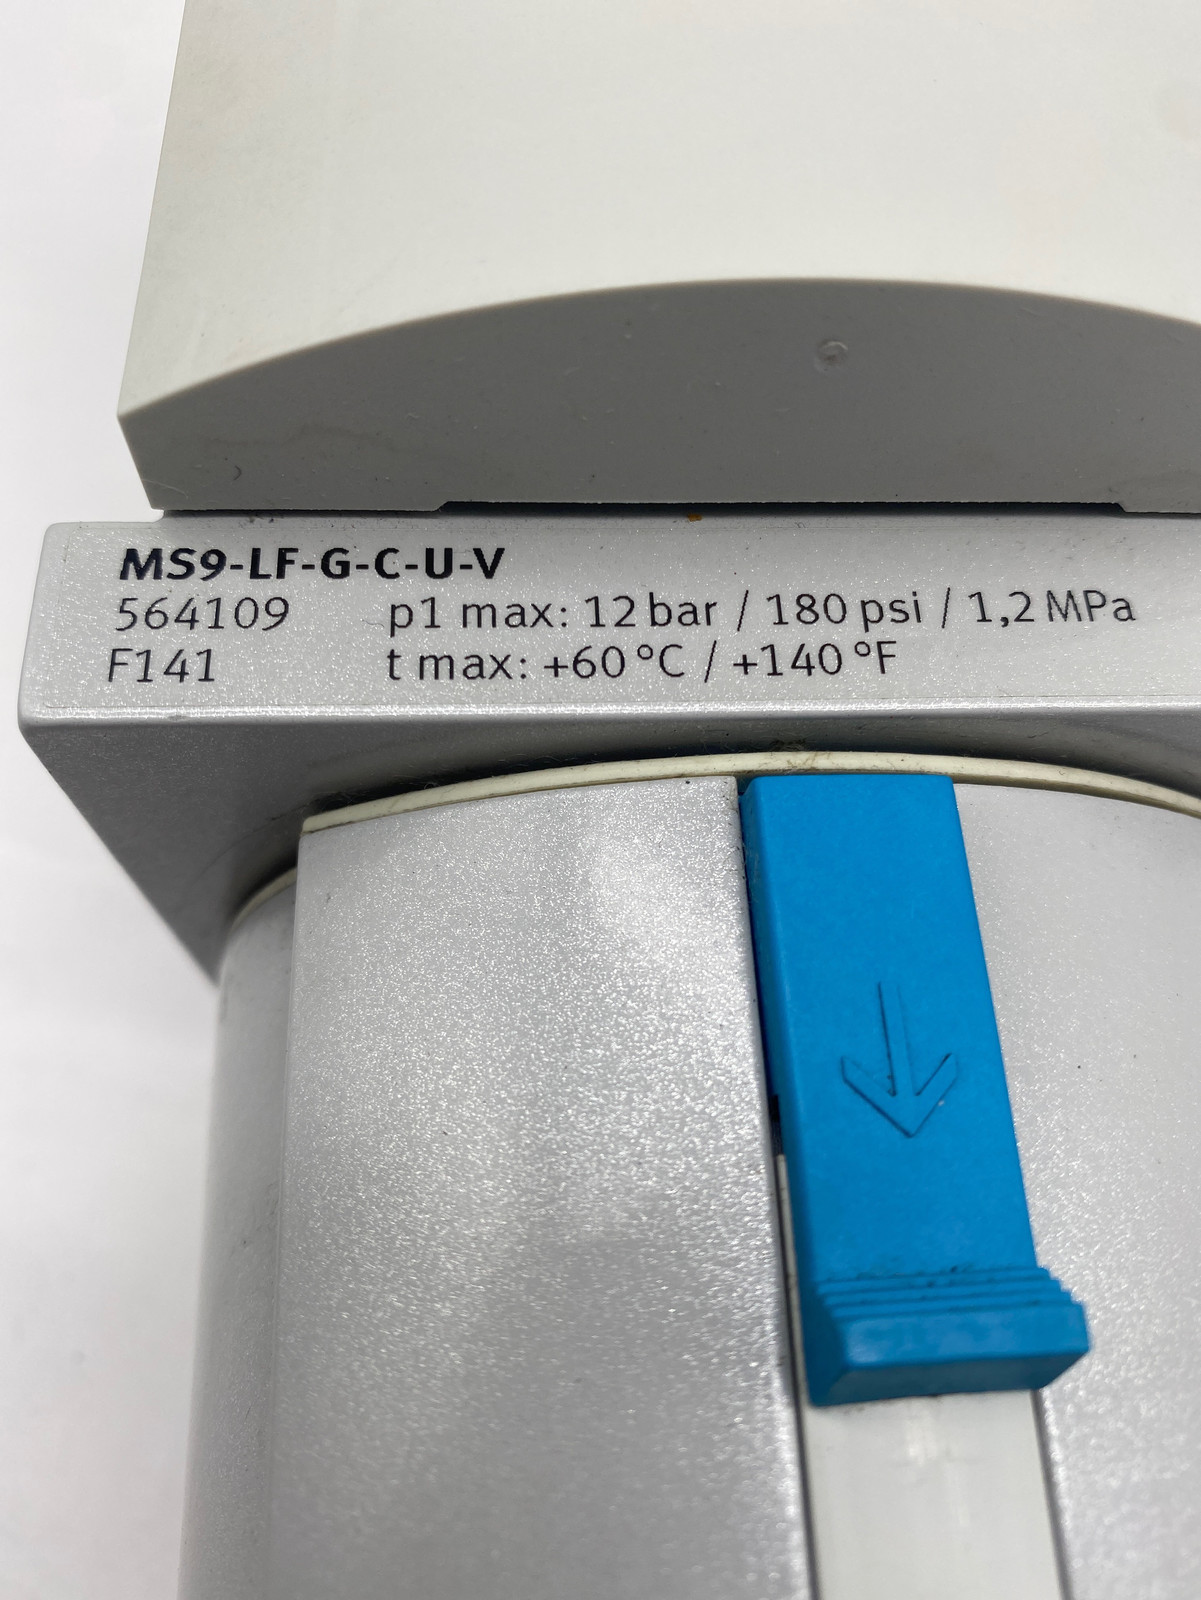 MS9-LF-G-C-U-V
564109 p1 max: 12 bar / 180 psi / 1,2 MPa
F141 t max: +60 °C / +140 °F